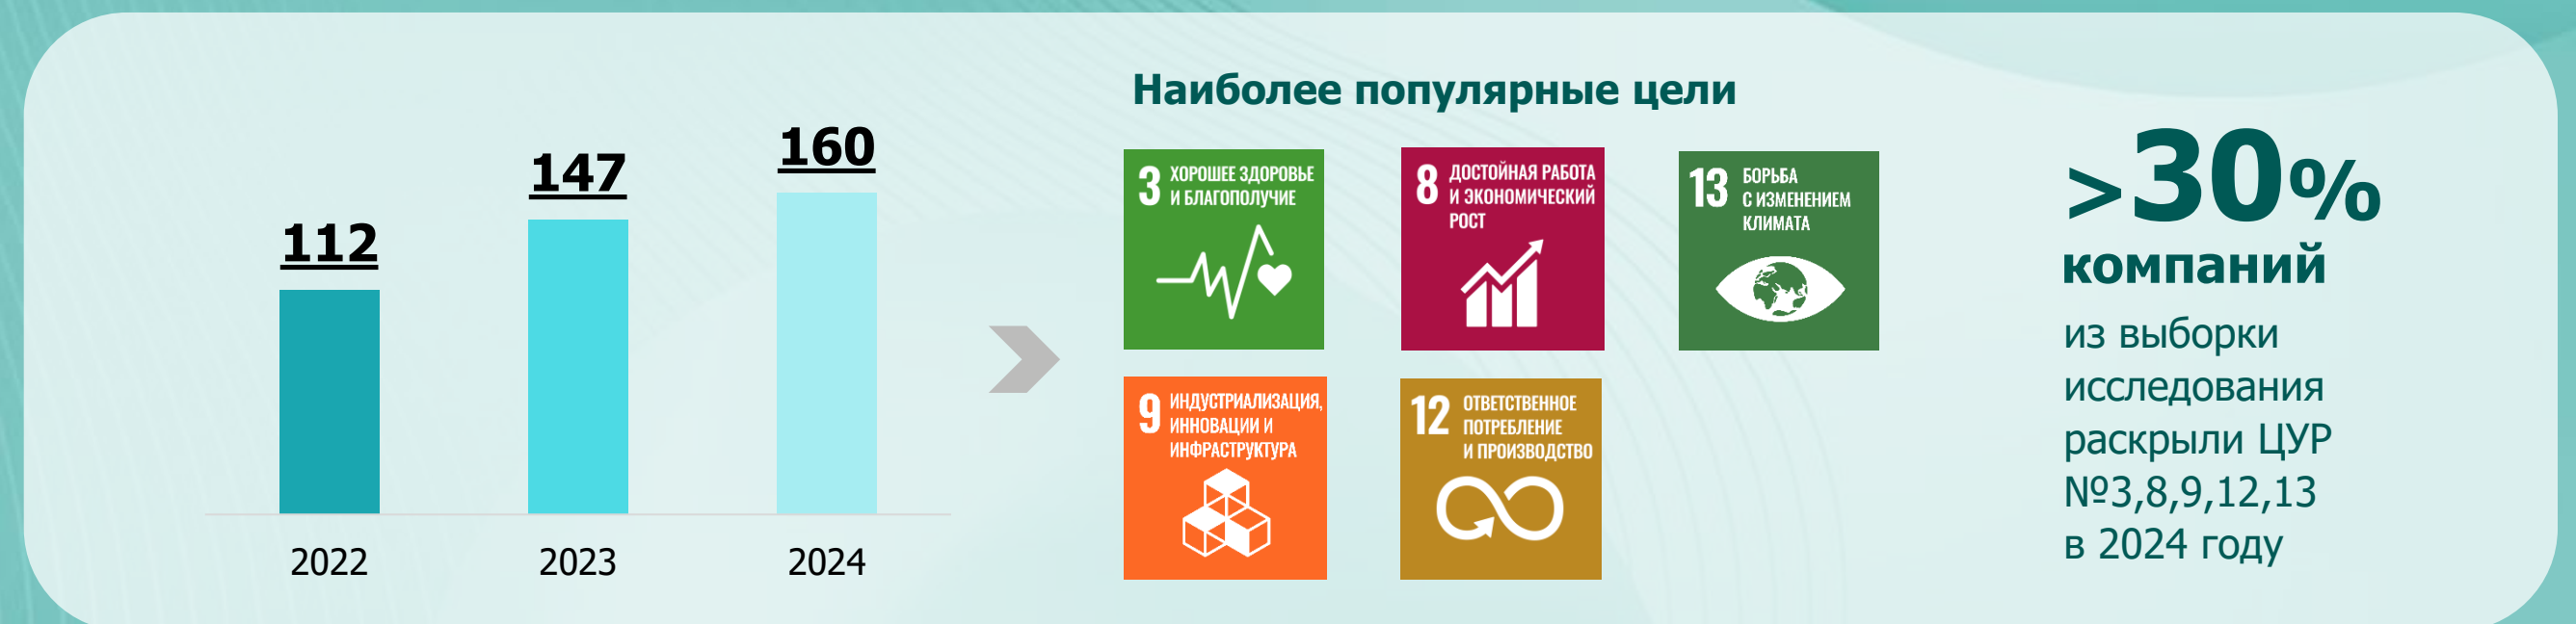 112
147
160
2022
2023
2024
Наиболее популярные цели
3 ХОРОШЕЕ ЗДОРОВЬЕ
И БЛАГОПОЛУЧИЕ
8 ДОСТОЙНАЯ РАБОТА
И ЭКОНОМИЧЕСКИЙ
РОСТ
13 БОРЬБА
С ИЗМЕНЕНИЕМ
КЛИМАТА
9 ИНДУСТРИАЛИЗАЦИЯ,
ИННОВАЦИИ И
ИНФРАСТРУКТУРА
12 ОТВЕТСТВЕННОЕ
ПОТРЕБЛЕНИЕ
И ПРОИЗВОДСТВО
>30%
компаний
из выборки
исследования
раскрыли ЦУР
№3,8,9,12,13
в 2024 году